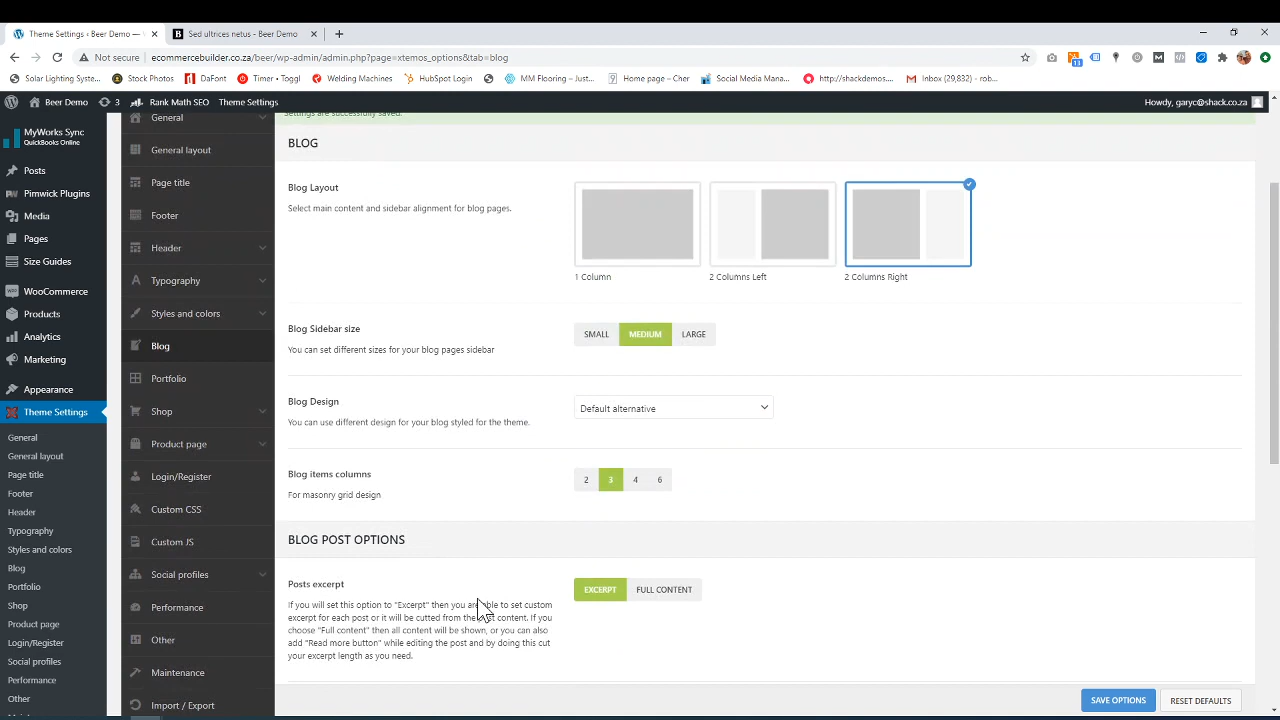 Theme Settings ‹ Beer Demo — W
Sed ultrices netus - Beer Demo
Not secure
ecommercebuilder.co.za/beer/wp-admin/admin.php?page=xtemos_options&tab=blog
Solar Lighting Syste...
Stock Photos
DaFont
Timer • Toggl
Welding Machines
HubSpot Login
MM Flooring – Just...
Home page – Cher
Social Media Mana...
http://shackdemos...
Inbox (29,832) - rob...
Beer Demo
3
Rank Math SEO
Theme Settings
Howdy, garyc@shack.co.za
MyWorks Sync
QuickBooks Online
Posts
Pimwick Plugins
Media
Pages
Size Guides
WooCommerce
Products
Analytics
Marketing
Appearance
Theme Settings
General
General layout
Page title
Footer
Header
Typography
Styles and colors
Blog
Portfolio
Shop
Product page
Login/Register
Social profiles
Performance
Other
General
General layout
Page title
Footer
Header
Typography
Styles and colors
Blog
Portfolio
Shop
Product page
Login/Register
Custom CSS
Custom JS
Social profiles
Performance
Other
Maintenance
Import / Export
Settings are successfully saved.
BLOG
Blog Layout
Select main content and sidebar alignment for blog pages.
1 Column
2 Columns Left
2 Columns Right
Blog Sidebar size
You can set different sizes for your blog pages sidebar
SMALL
MEDIUM
LARGE
Blog Design
You can use different design for your blog styled for the theme.
Default alternative
Blog items columns
For masonry grid design
2
3
4
6
BLOG POST OPTIONS
Posts excerpt
If you will set this option to "Excerpt" then you are able to set custom
excerpt for each post or it will be cutted from the post content. If you
choose "Full content" then all content will be shown, or you can also
add "Read more button" while editing the post and by doing this cut
your excerpt length as you need.
EXCERPT
FULL CONTENT
SAVE OPTIONS
RESET DEFAULTS